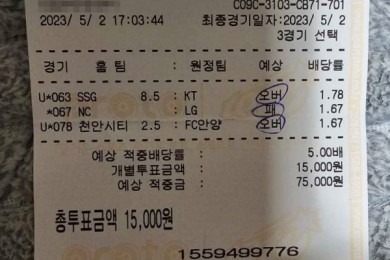 C09C-3103-CB71-701
2023/ 5/ 2 17:03:44 최종경기일자:2023/ 5/ 2
3경기 선택
경기 홈 팀 : 원정팀 예상 배당률
U*063 SSG 8.5 : KT 오버 1.78
*067 NC : LG 패 1.67
U*078 천안시티 2.5 : FC안양 오버 1.67
예상 적중배당률 : 5.00배
개별투표금액 : 15,000원
예상 적중금 : 75,000원
총투표금액 15,000원
1559499776